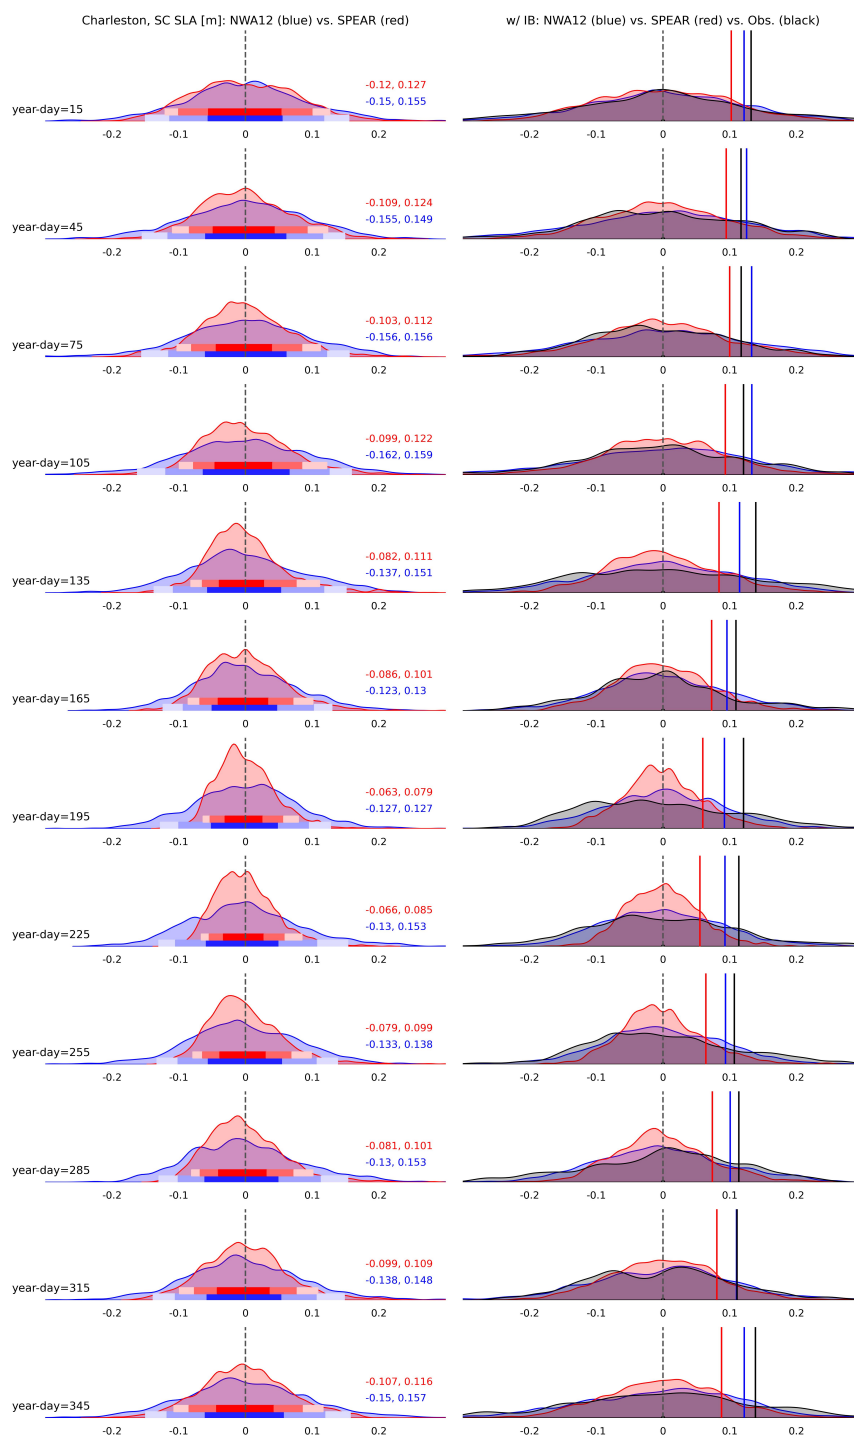 Charleston, SC SLA [m]: NWA12 (blue) vs. SPEAR (red)
w/ IB: NWA12 (blue) vs. SPEAR (red) vs. Obs. (black)
-0.12, 0.127
-0.15, 0.155
year-day=15
-0.2 -0.1 0 0.1 0.2
-0.2 -0.1 0 0.1 0.2
-0.109, 0.124
-0.155, 0.149
year-day=45
-0.2 -0.1 0 0.1 0.2
-0.2 -0.1 0 0.1 0.2
-0.103, 0.112
-0.156, 0.156
year-day=75
-0.2 -0.1 0 0.1 0.2
-0.2 -0.1 0 0.1 0.2
-0.099, 0.122
-0.162, 0.159
year-day=105
-0.2 -0.1 0 0.1 0.2
-0.2 -0.1 0 0.1 0.2
-0.082, 0.111
-0.137, 0.151
year-day=135
-0.2 -0.1 0 0.1 0.2
-0.2 -0.1 0 0.1 0.2
-0.086, 0.101
-0.123, 0.13
year-day=165
-0.2 -0.1 0 0.1 0.2
-0.2 -0.1 0 0.1 0.2
-0.063, 0.079
-0.127, 0.127
year-day=195
-0.2 -0.1 0 0.1 0.2
-0.2 -0.1 0 0.1 0.2
-0.066, 0.085
-0.13, 0.153
year-day=225
-0.2 -0.1 0 0.1 0.2
-0.2 -0.1 0 0.1 0.2
-0.079, 0.099
-0.133, 0.138
year-day=255
-0.2 -0.1 0 0.1 0.2
-0.2 -0.1 0 0.1 0.2
-0.081, 0.101
-0.13, 0.153
year-day=285
-0.2 -0.1 0 0.1 0.2
-0.2 -0.1 0 0.1 0.2
-0.099, 0.109
-0.138, 0.148
year-day=315
-0.2 -0.1 0 0.1 0.2
-0.2 -0.1 0 0.1 0.2
-0.107, 0.116
-0.15, 0.157
year-day=345
-0.2 -0.1 0 0.1 0.2
-0.2 -0.1 0 0.1 0.2